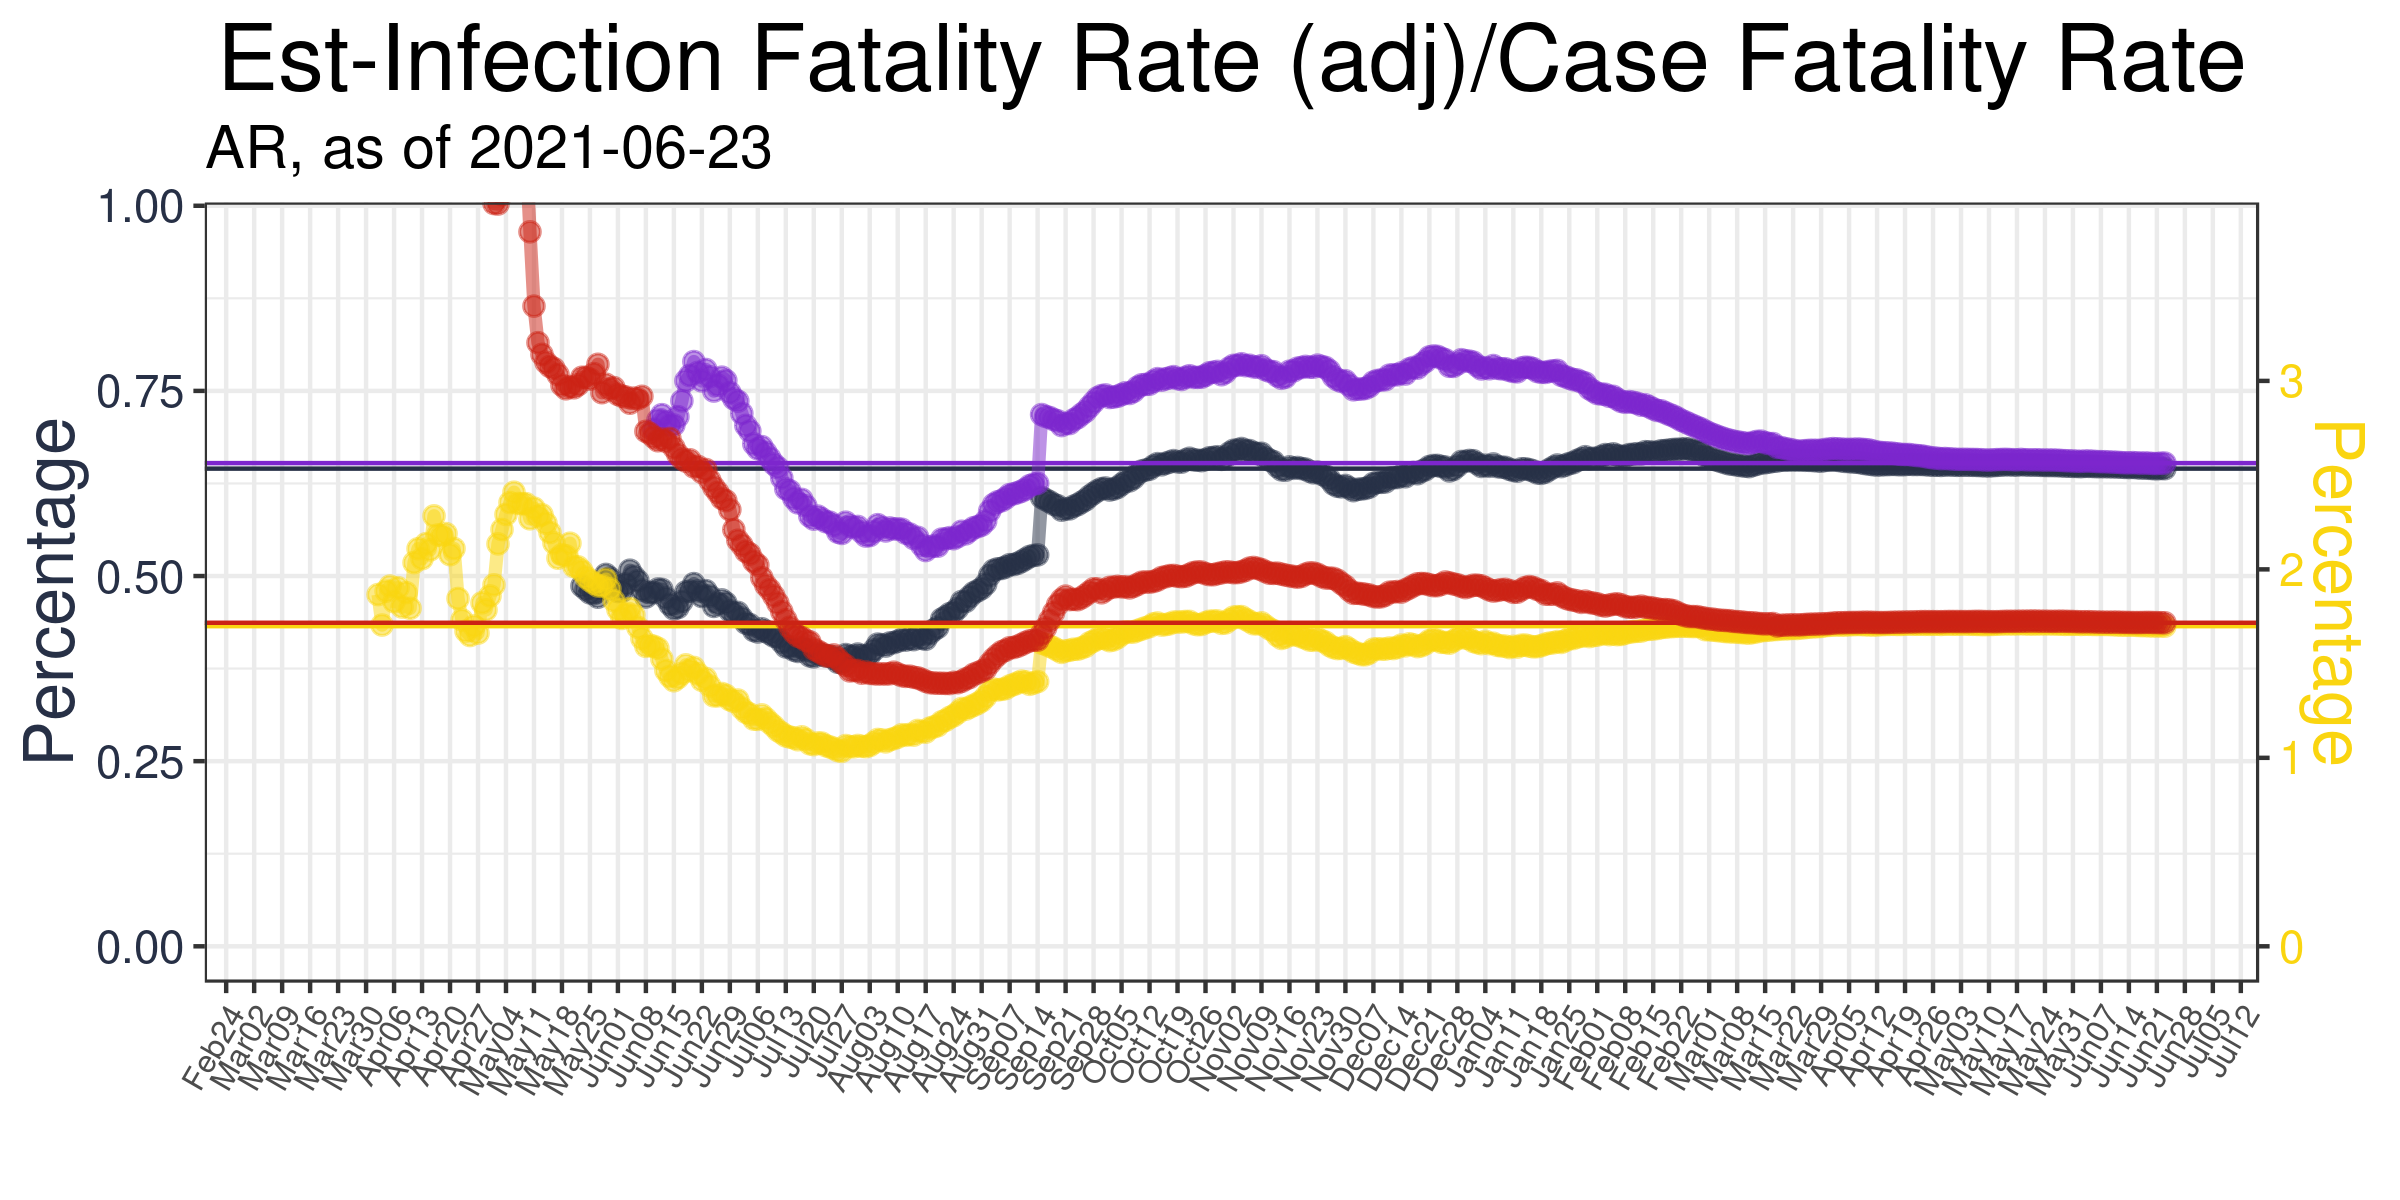 Est-Infection Fatality Rate (adj)/Case Fatality Rate
AR, as of 2021-06-23
Percentage
1.00
0.75
0.50
0.25
0.00
3
2
1
0
Percentage
Feb24
Mar02
Mar09
Mar16
Mar23
Mar30
Apr06
Apr13
Apr20
Apr27
May04
May11
May18
May25
Jun01
Jun08
Jun15
Jun22
Jun29
Jul06
Jul13
Jul20
Jul27
Aug03
Aug10
Aug17
Aug24
Aug31
Sep07
Sep14
Sep21
Sep28
Oct05
Oct12
Oct19
Oct26
Nov02
Nov09
Nov16
Nov23
Nov30
Dec07
Dec14
Dec21
Dec28
Jan04
Jan11
Jan18
Jan25
Feb01
Feb08
Feb15
Feb22
Mar01
Mar08
Mar15
Mar22
Mar29
Apr05
Apr12
Apr19
Apr26
May03
May10
May17
May24
May31
Jun07
Jun14
Jun21
Jun28
Jul05
Jul12